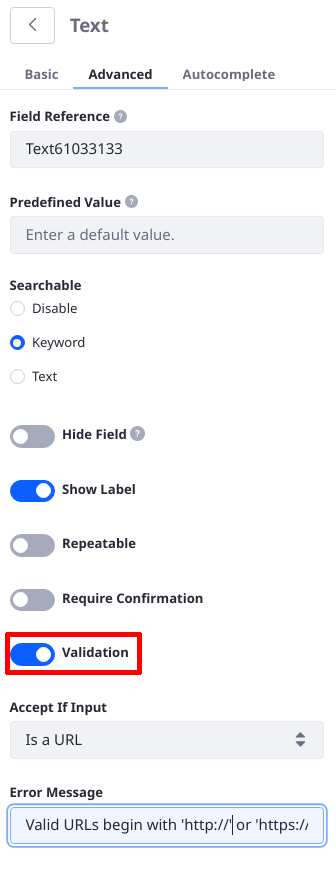 Text
Basic Advanced Autocomplete
Field Reference ?
Text61033133
Predefined Value ?
Enter a default value.
Searchable
Disable
Keyword
Text
Hide Field ?
Show Label
Repeatable
Require Confirmation
Validation
Accept If Input
Is a URL
Error Message
Valid URLs begin with 'http://' or 'https://